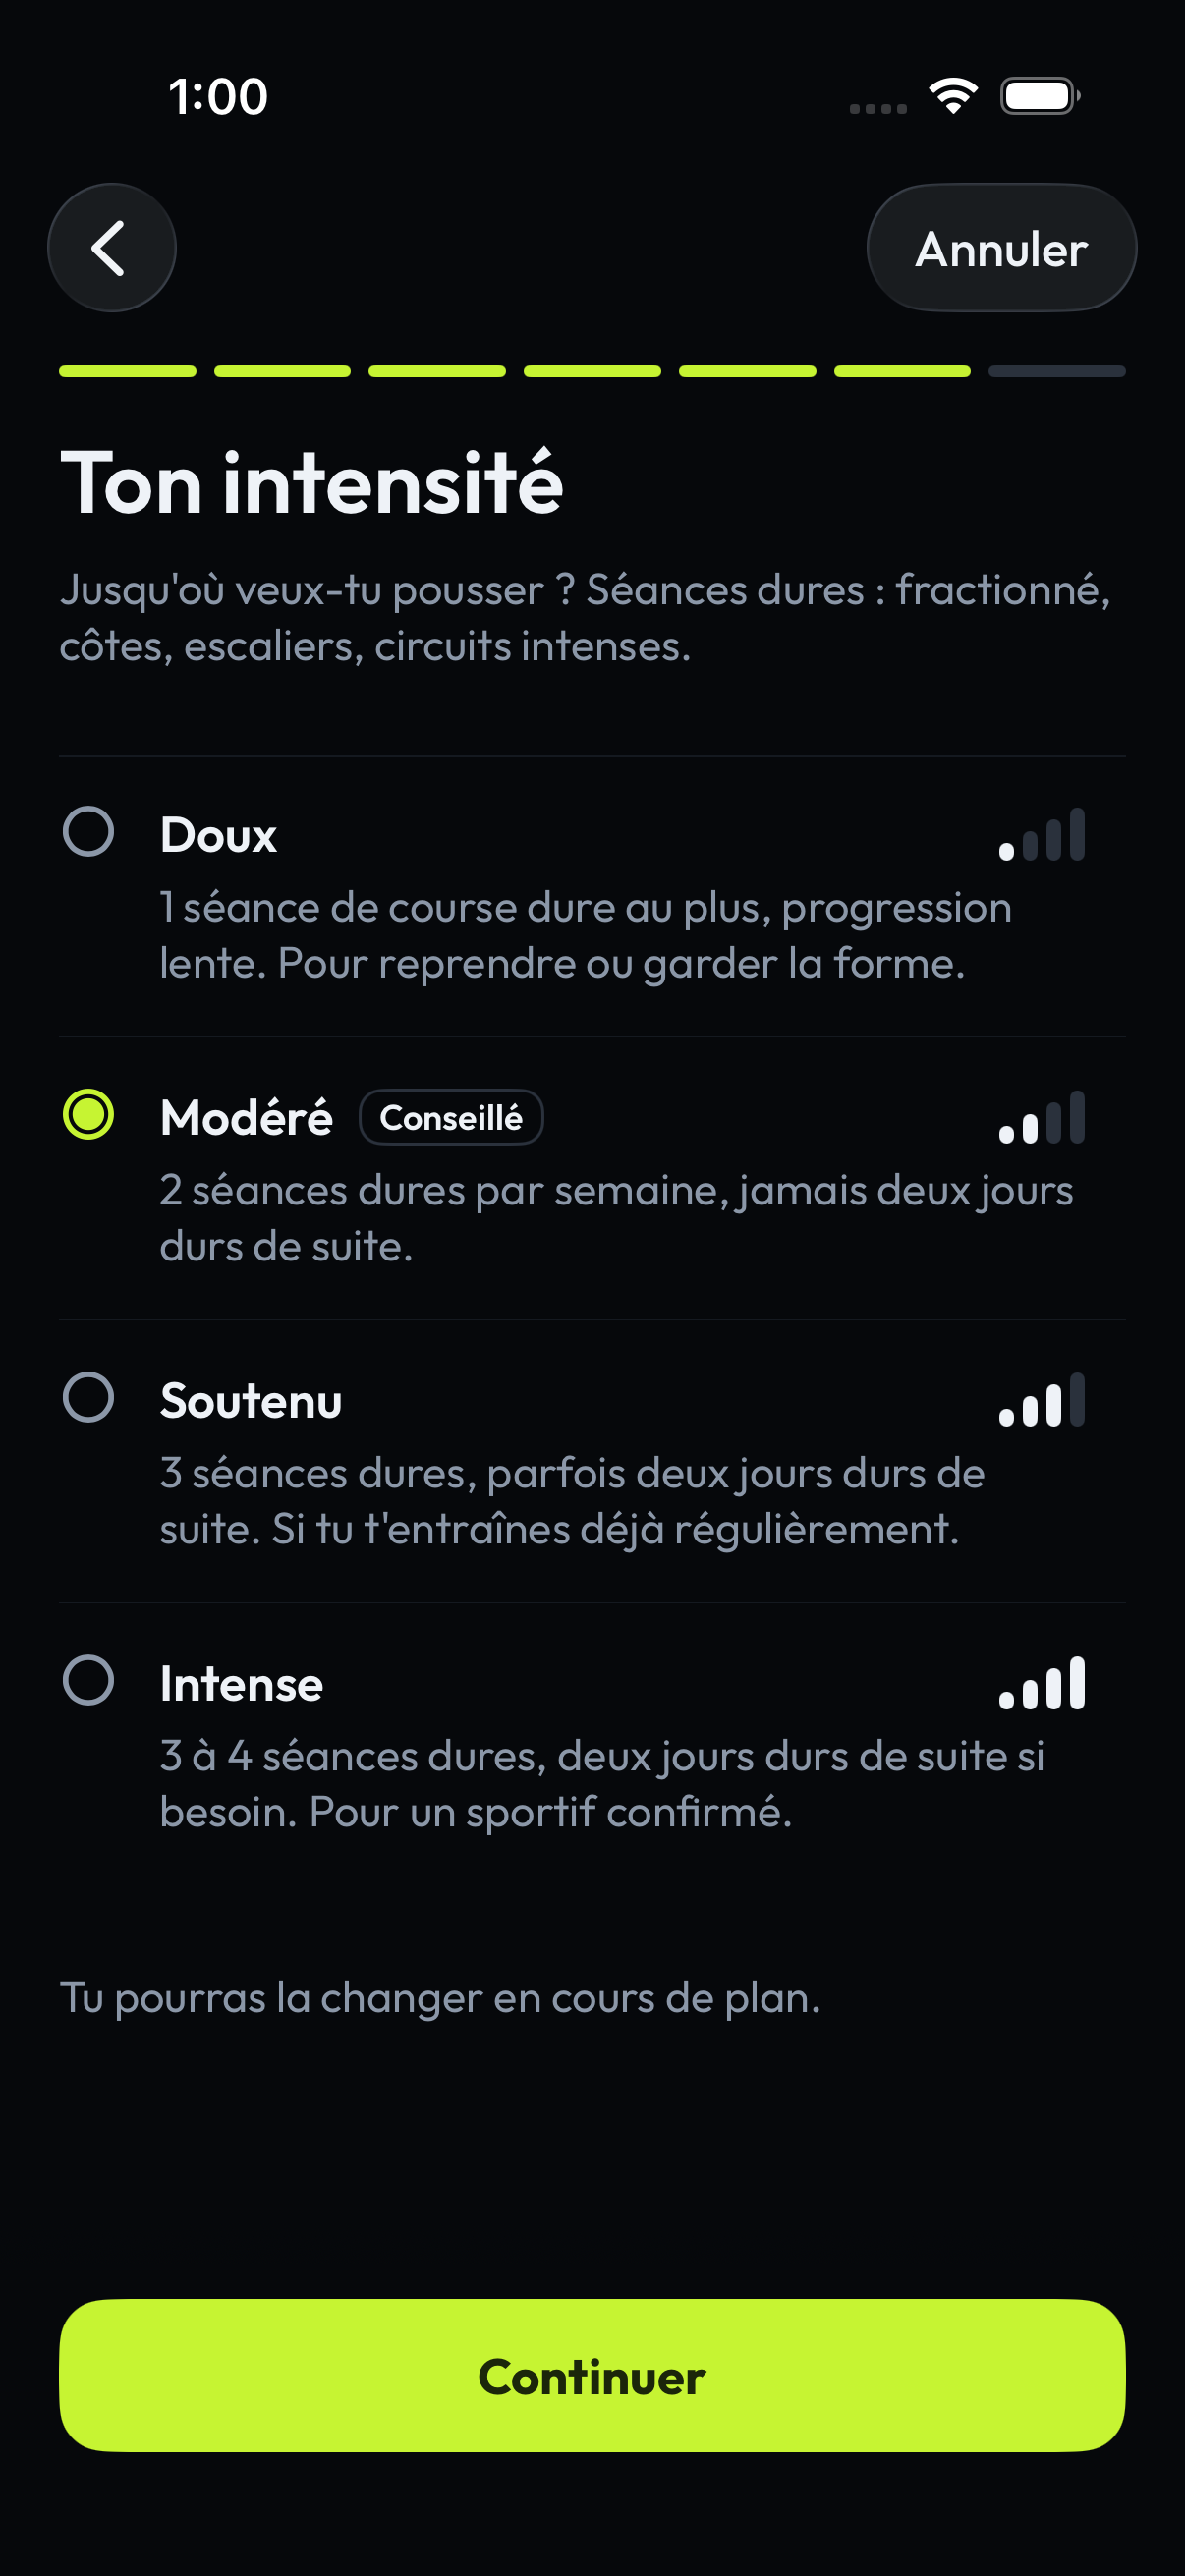 1:00
Annuler
Ton intensité
Jusqu'où veux-tu pousser ? Séances dures : fractionné,
côtes, escaliers, circuits intenses.
Doux
1 séance de course dure au plus, progression
lente. Pour reprendre ou garder la forme.
Modéré Conseillé
2 séances dures par semaine, jamais deux jours
durs de suite.
Soutenu
3 séances dures, parfois deux jours durs de
suite. Si tu t'entraînes déjà régulièrement.
Intense
3 à 4 séances dures, deux jours durs de suite si
besoin. Pour un sportif confirmé.
Tu pourras la changer en cours de plan.
Continuer